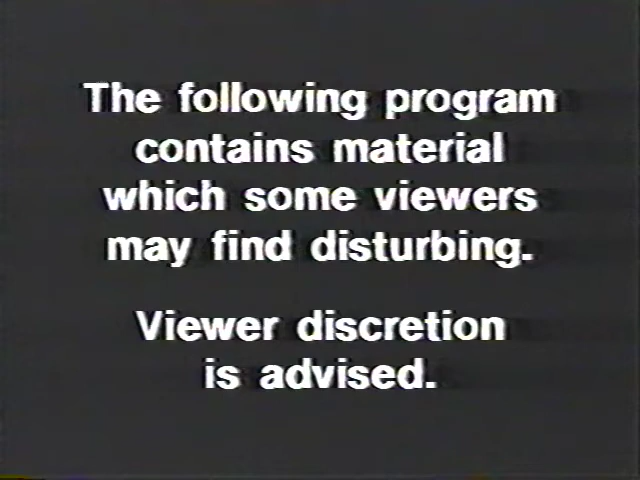 The following program
contains material
which some viewers
may find disturbing.
Viewer discretion
is advised.